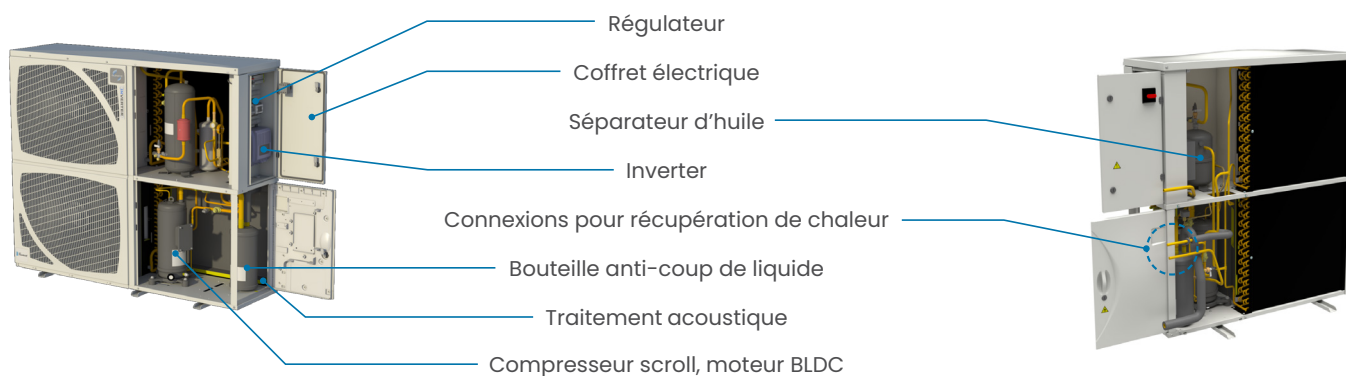 Régulateur
Coffret électrique
Séparateur d’huile
Inverter
Connexions pour récupération de chaleur
Bouteille anti-coup de liquide
Traitement acoustique
Compresseur scroll, moteur BLDC